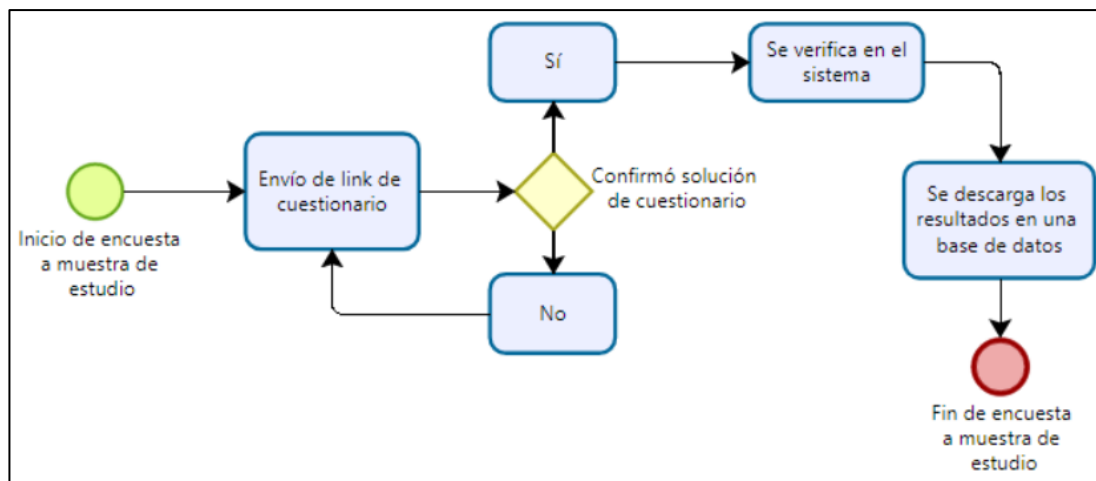 Inicio de encuesta
a muestra de
estudio
Envío de link de
cuestionario
Confirmó solución
de cuestionario
Sí
No
Se verifica en el
sistema
Se descarga los
resultados en una
base de datos
Fin de encuesta
a muestra de
estudio